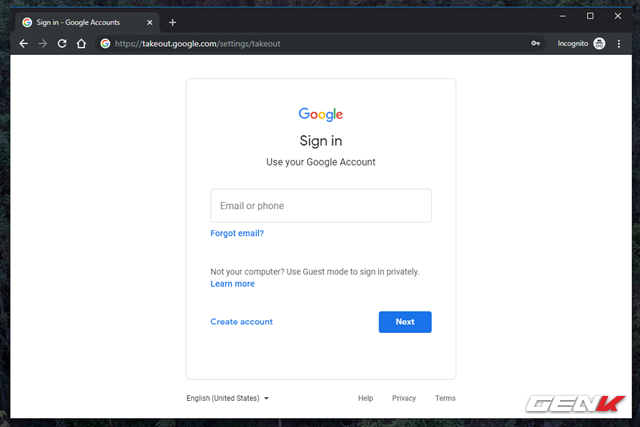 Sign in - Google Accounts
https://takeout.google.com/settings/takeout
Incognito
Google
Sign in
Use your Google Account
Email or phone
Forgot email?
Not your computer? Use Guest mode to sign in privately.
Learn more
Create account
Next
English (United States)
Help Privacy Terms
GENK